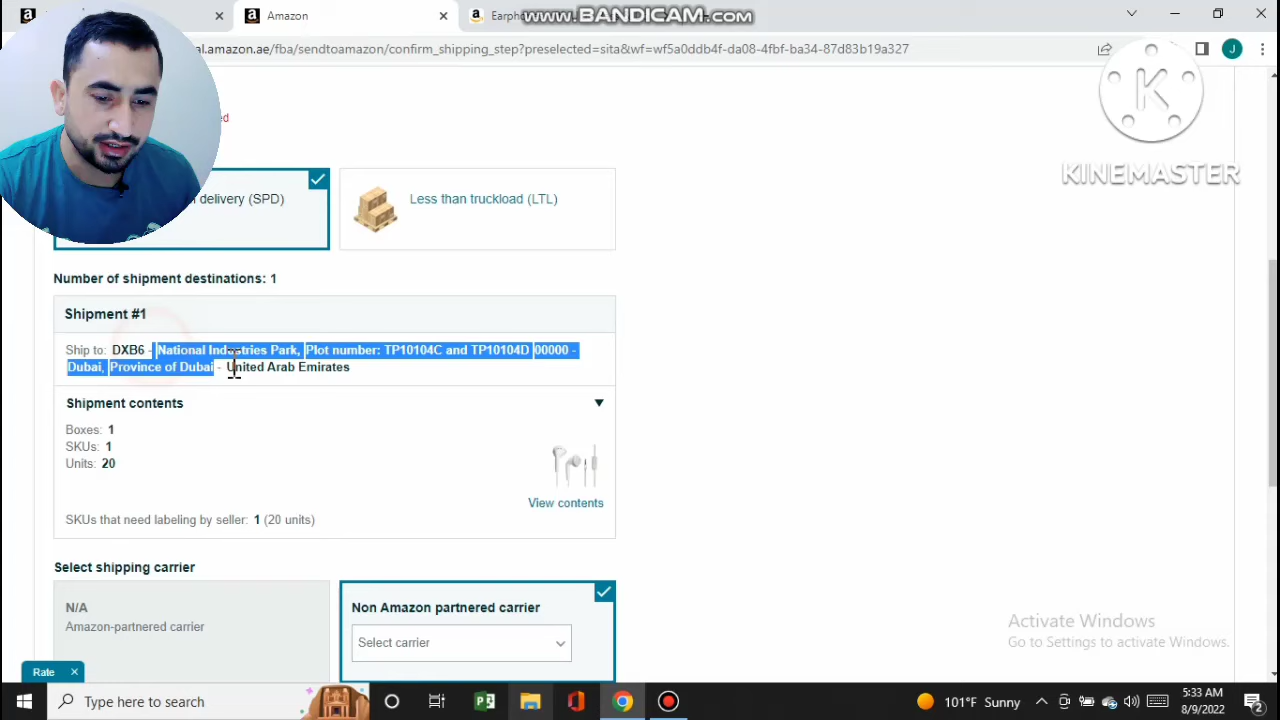 Amazon
Earph
www.BANDICAM.com
al.amazon.ae/fba/sendtoamazon/confirm_shipping_step?preselected=sita&wf=wf5a0ddb4f-da08-4fbf-ba34-87d83b19a327
J
K
KINEMASTER
ed
delivery (SPD)
Less than truckload (LTL)
Number of shipment destinations: 1
Shipment #1
Ship to: DXB6 - National Industries Park, Plot number: TP10104C and TP10104D 00000 -
Dubai, Province of Dubai - United Arab Emirates
Shipment contents
Boxes: 1
SKUs: 1
Units: 20
View contents
SKUs that need labeling by seller: 1 (20 units)
Select shipping carrier
N/A
Amazon-partnered carrier
Non Amazon partnered carrier
Select carrier
Activate Windows
Go to Settings to activate Windows.
Rate
Type here to search
101°F Sunny
5:33 AM
8/9/2022
2